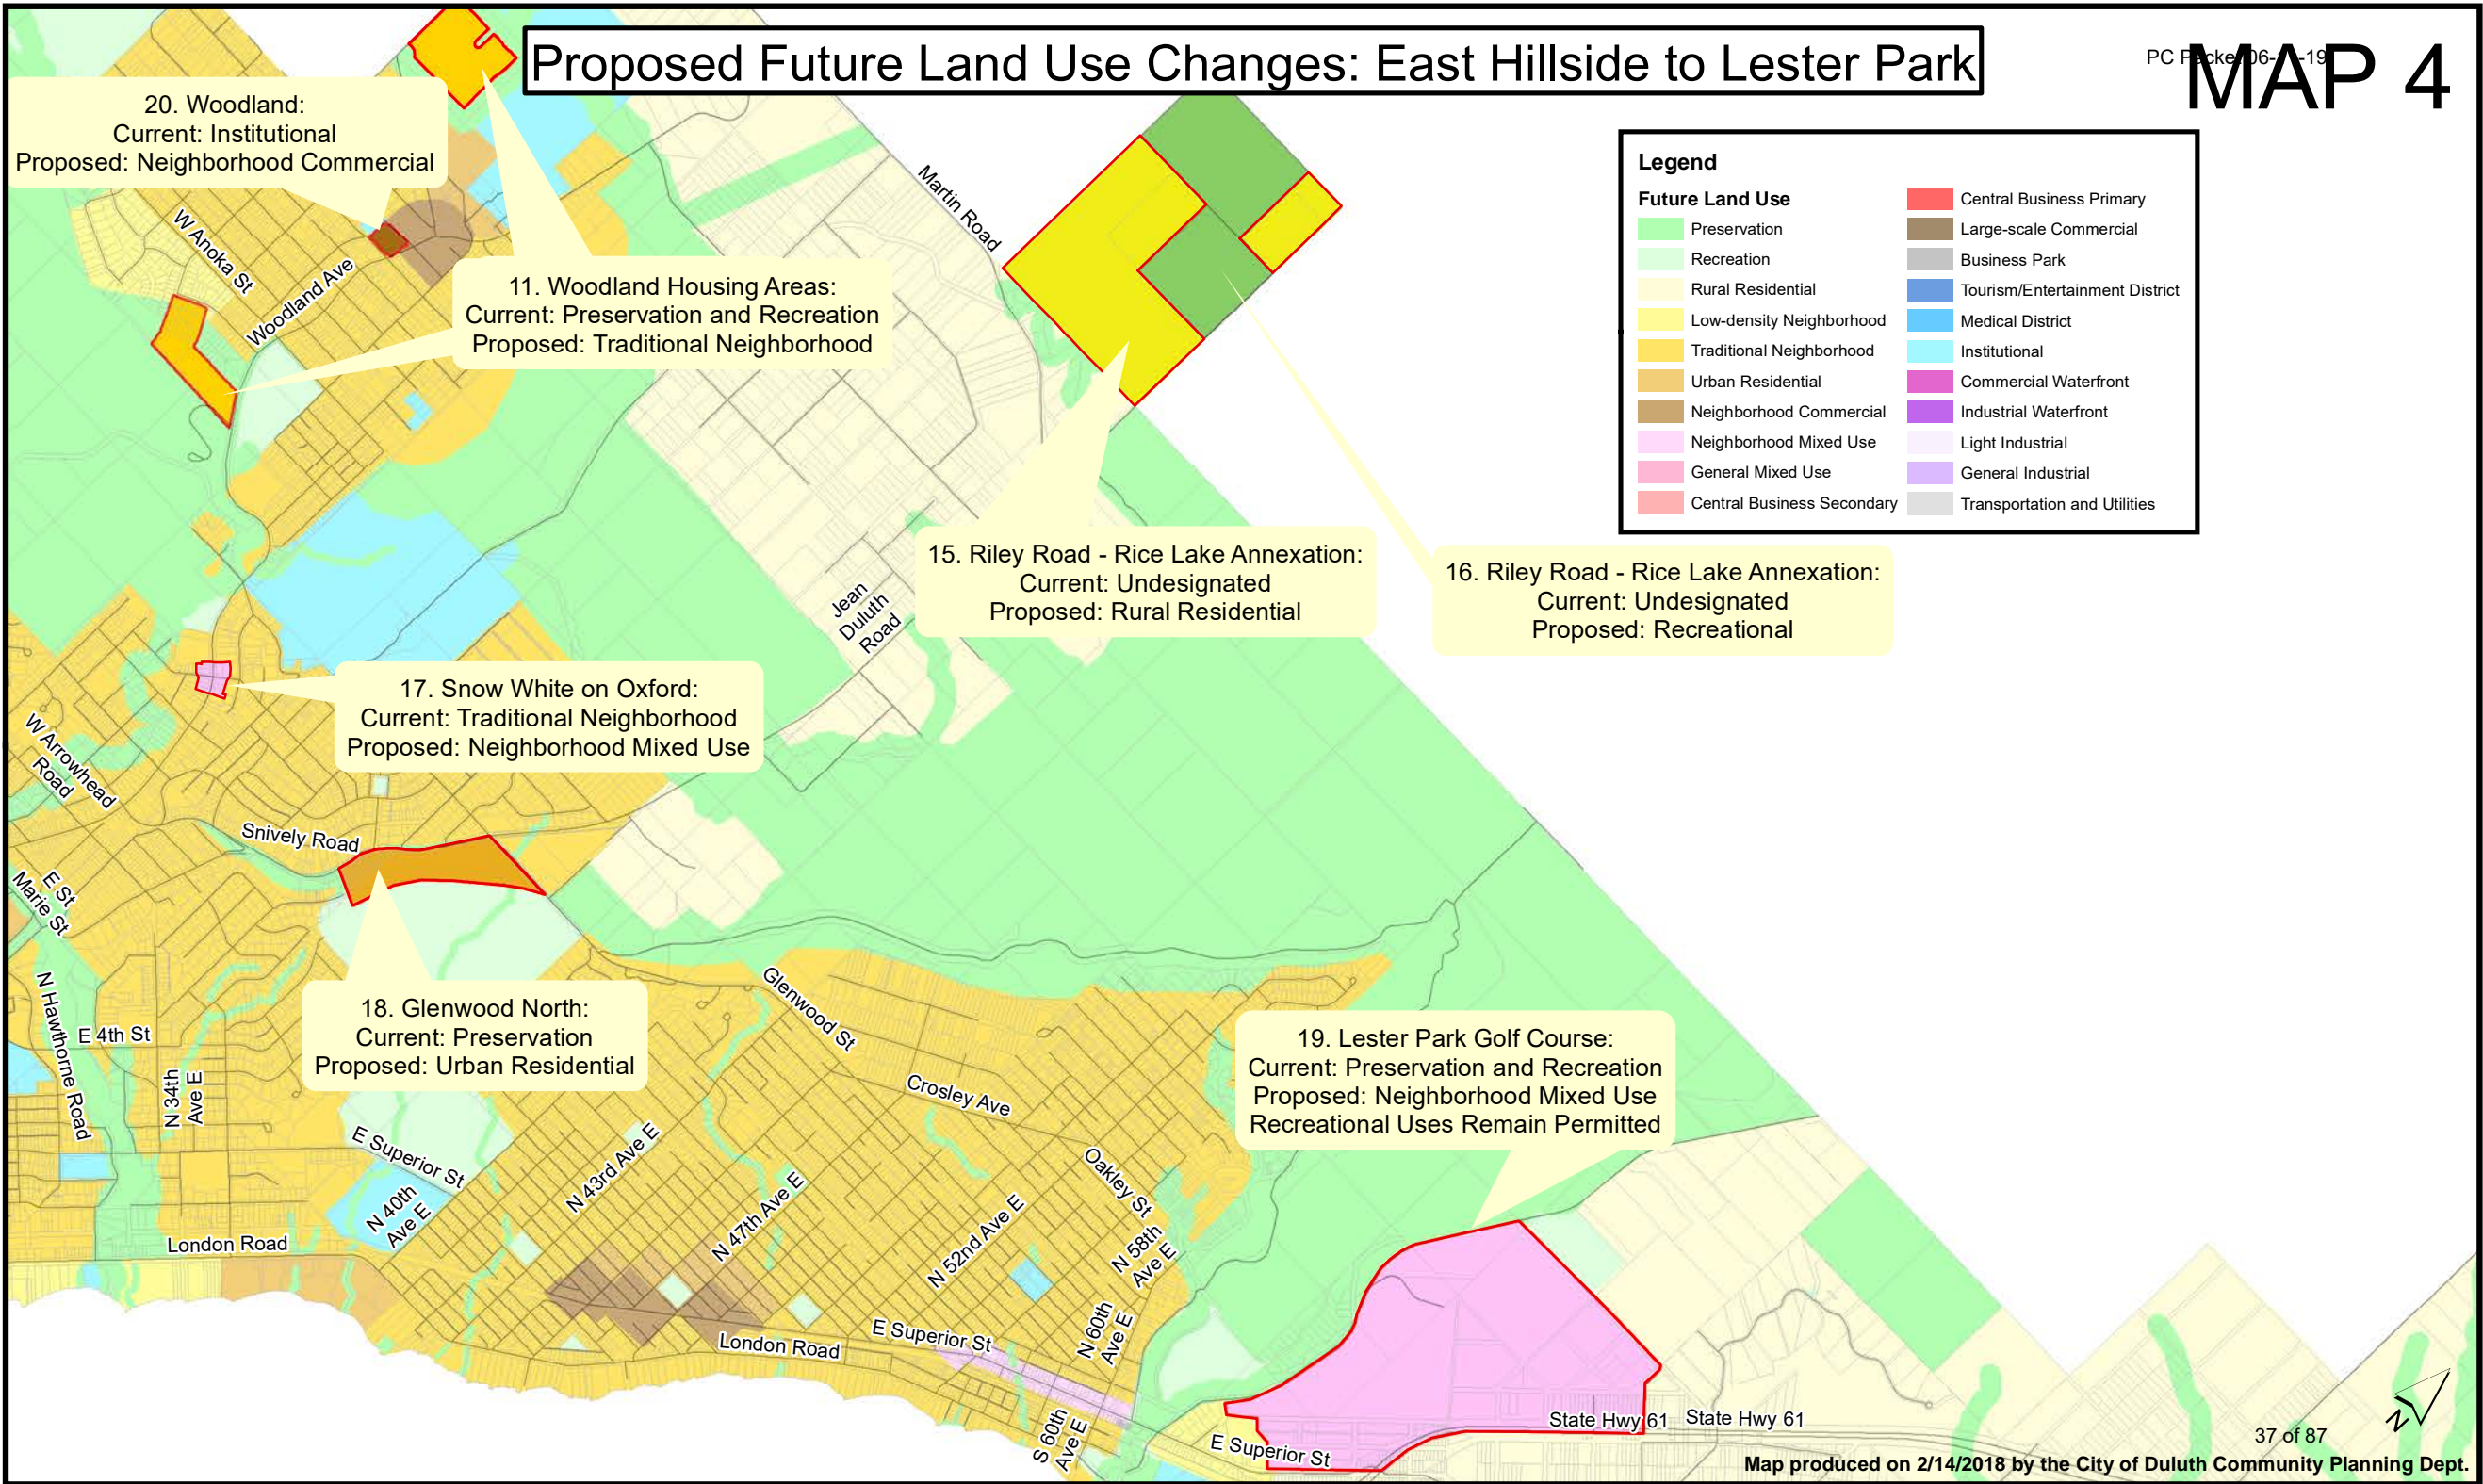 Proposed Future Land Use Changes: East Hillside to Lester Park
MAP 4
20. Woodland:
Current: Institutional
Proposed: Neighborhood Commercial
11. Woodland Housing Areas:
Current: Preservation and Recreation
Proposed: Traditional Neighborhood
15. Riley Road - Rice Lake Annexation:
Current: Undesignated
Proposed: Rural Residential
16. Riley Road - Rice Lake Annexation:
Current: Undesignated
Proposed: Recreational
17. Snow White on Oxford:
Current: Traditional Neighborhood
Proposed: Neighborhood Mixed Use
18. Glenwood North:
Current: Preservation
Proposed: Urban Residential
19. Lester Park Golf Course:
Current: Preservation and Recreation
Proposed: Neighborhood Mixed Use
Recreational Uses Remain Permitted
Legend
Future Land Use
Preservation
Recreation
Rural Residential
Low-density Neighborhood
Traditional Neighborhood
Urban Residential
Neighborhood Commercial
Neighborhood Mixed Use
General Mixed Use
Central Business Secondary
Central Business Primary
Large-scale Commercial
Business Park
Tourism/Entertainment District
Medical District
Institutional
Commercial Waterfront
Industrial Waterfront
Light Industrial
General Industrial
Transportation and Utilities
W Anoka St
Woodland Ave
Martin Road
Jean
Duluth
Road
W Arrowhead
Road
Snively Road
E St
Marie St
N Hawthorne Road
E 4th St
N 34th
Ave E
E Superior St
N 40th
Ave E
London Road
Glenwood St
Crosley Ave
N 43rd Ave E
N 47th Ave E
N 52nd Ave E
Oakley St
N 58th
Ave E
N 60th
Ave E
E Superior St
London Road
S 60th
Ave E
E Superior St
State Hwy 61
State Hwy 61
N
37 of 87
Map produced on 2/14/2018 by the City of Duluth Community Planning Dept.